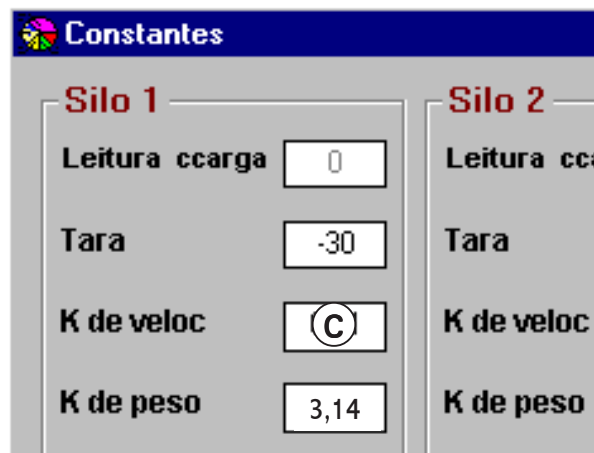 Constantes
Silo 1 Silo 2
Leitura ccarga 0 Leitura
Tara -30 Tara
K de veloc C K de veloc
K de peso 3,14 K de peso